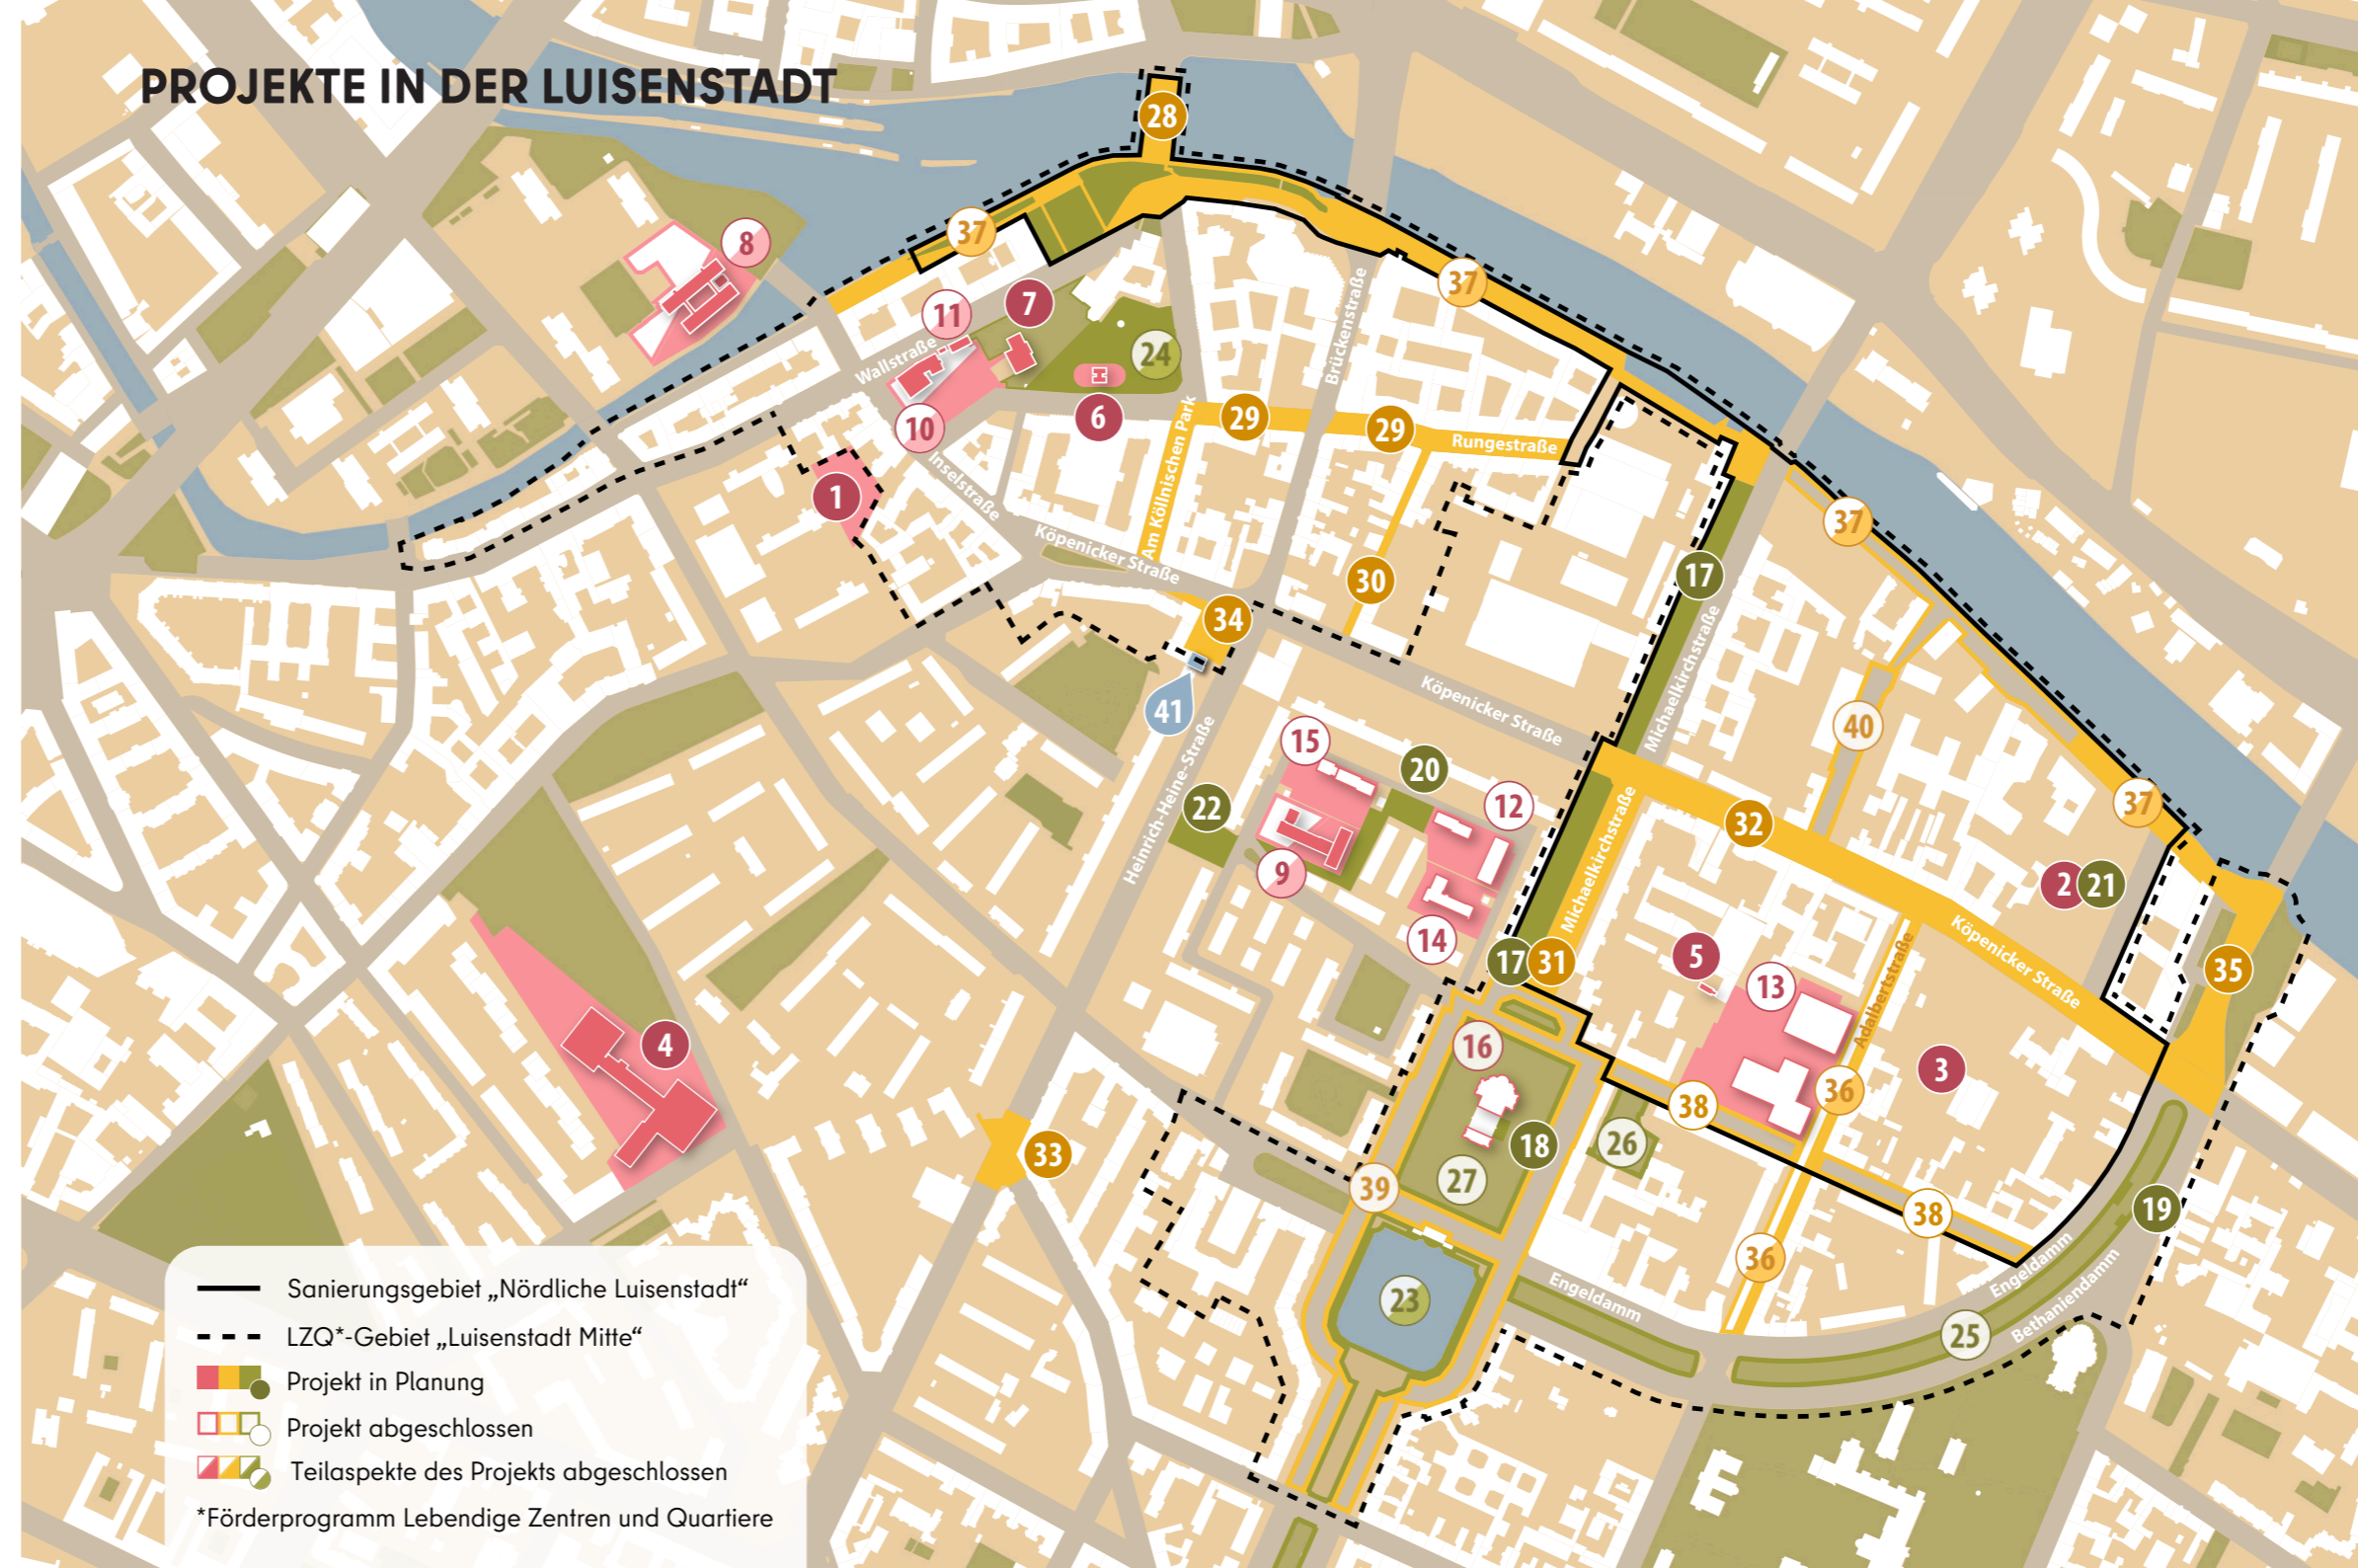 PROJEKTE IN DER LUISENSTADT
28
37
8
37
7
11
24
Wallstraße
Brückenstraße
10
6
29
29
Rungestraße
Am Köllnischen Park
Inselstraße
1
37
Köpenicker Straße
17
30
34
41
Köpenicker Straße
Michaelkirchstraße
40
15
20
12
37
Heinrich-Heine-Straße
22
32
Michaelkirchstraße
9
2
21
14
17
31
5
Köpenicker Straße
35
13
Adalbertstraße
16
4
3
36
38
18
26
33
39
27
38
19
36
Engeldamm
23
Engeldamm
25
Bethaniendamm
Sanierungsgebiet „Nördliche Luisenstadt“
LZQ*-Gebiet „Luisenstadt Mitte“
Projekt in Planung
Projekt abgeschlossen
Teilaspekte des Projekts abgeschlossen
*Förderprogramm Lebendige Zentren und Quartiere